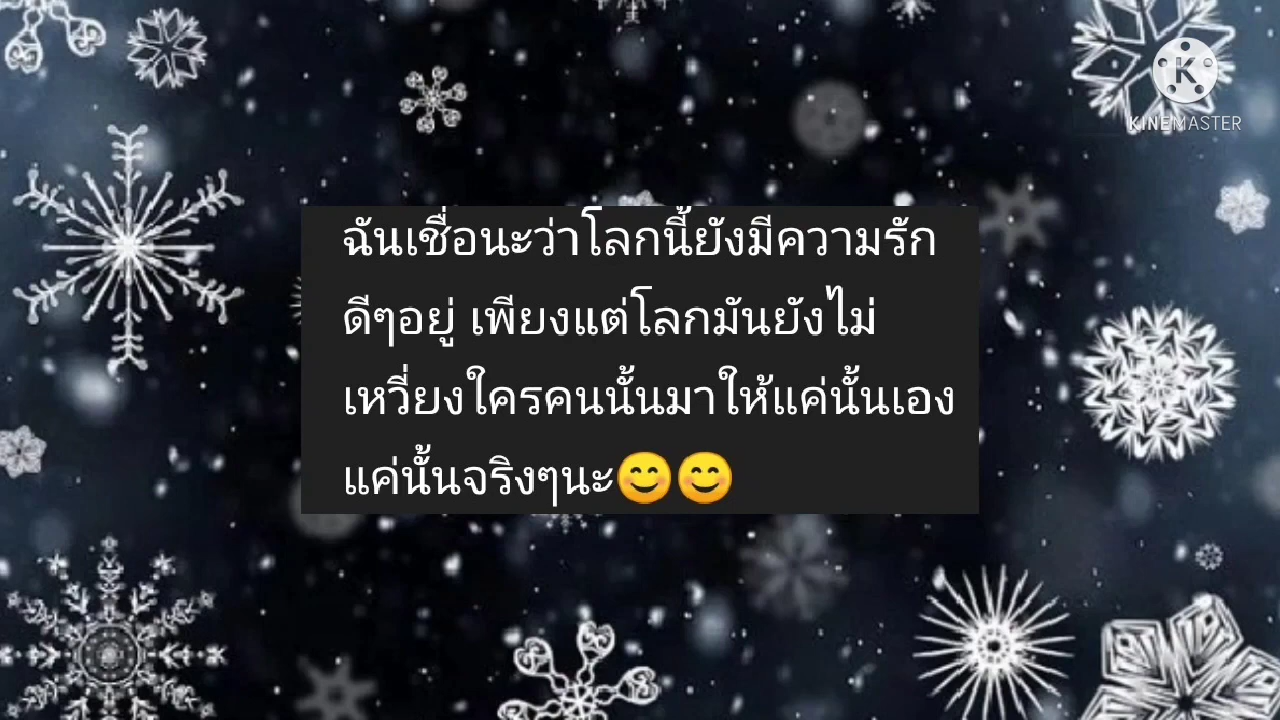 KINEMASTER
ฉันเชื่อนะว่าโลกนี้ยังมีความรัก
ดีๆอยู่ เพียงแต่โลกมันยังไม่
เหวี่ยงใครคนนั้นมาให้แค่นั้นเอง
แค่นั้นจริงๆนะ😊😊